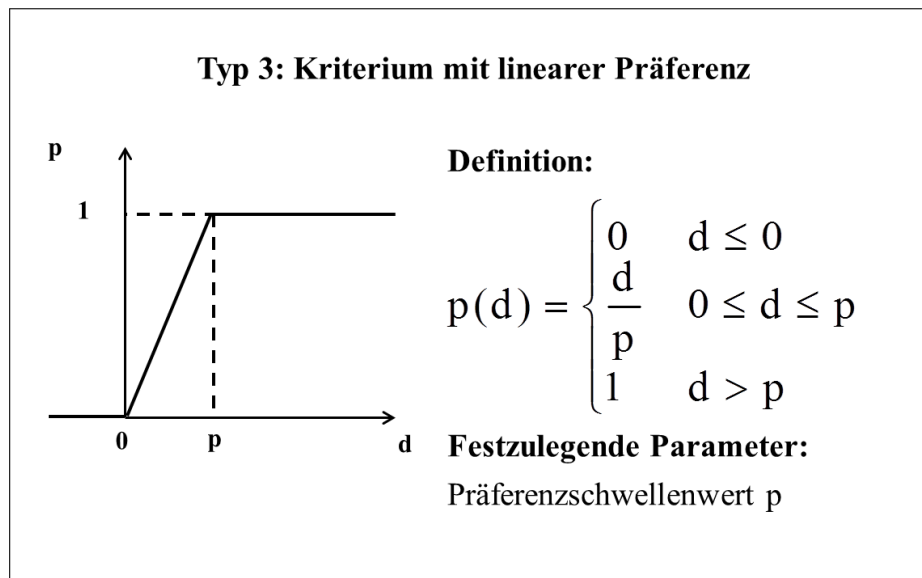 Typ 3: Kriterium mit linearer Präferenz
p
1
0
p
d
Definition:
p(d) = { 0 d ≤ 0
d/p 0 ≤ d ≤ p
1 d > p
Festzulegende Parameter:
Präferenzschwellenwert p